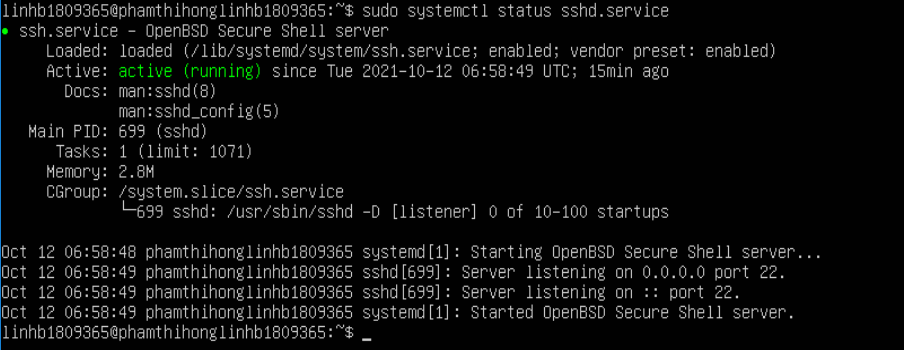 linhb1809365@phamthihonglinhb1809365:~$ sudo systemctl status sshd.service
● ssh.service - OpenBSD Secure Shell server
Loaded: loaded (/lib/systemd/system/ssh.service; enabled; vendor preset: enabled)
Active: active (running) since Tue 2021-10-12 06:58:49 UTC; 15min ago
Docs: man:sshd(8)
man:sshd_config(5)
Main PID: 699 (sshd)
Tasks: 1 (limit: 1071)
Memory: 2.8M
CGroup: /system.slice/ssh.service
└─699 sshd: /usr/sbin/sshd -D [listener] 0 of 10-100 startups
Oct 12 06:58:48 phamthihonglinhb1809365 systemd[1]: Starting OpenBSD Secure Shell server...
Oct 12 06:58:49 phamthihonglinhb1809365 sshd[699]: Server listening on 0.0.0.0 port 22.
Oct 12 06:58:49 phamthihonglinhb1809365 sshd[699]: Server listening on :: port 22.
Oct 12 06:58:49 phamthihonglinhb1809365 systemd[1]: Started OpenBSD Secure Shell server.
linhb1809365@phamthihonglinhb1809365:~$ _